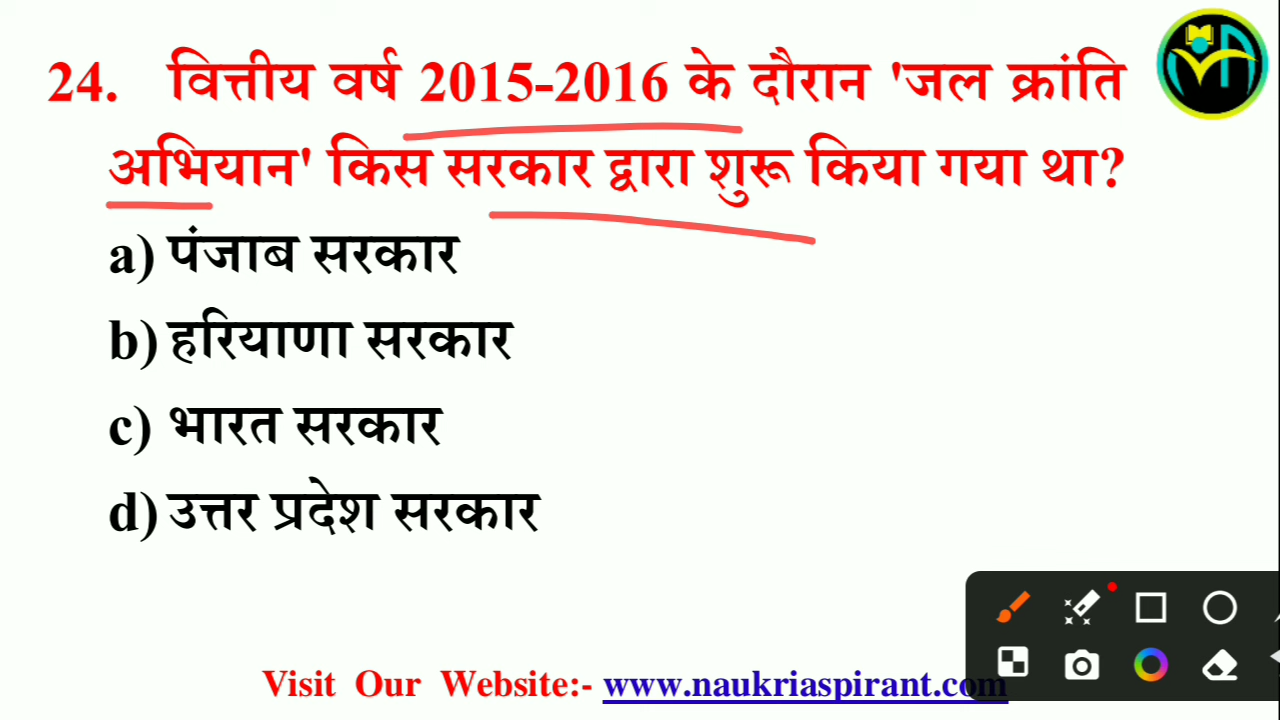 24. वित्तीय वर्ष 2015-2016 के दौरान 'जल क्रांति
अभियान' किस सरकार द्वारा शुरू किया गया था?
a) पंजाब सरकार
b) हरियाणा सरकार
c) भारत सरकार
d) उत्तर प्रदेश सरकार
Visit Our Website:- www.naukriaspirant.com